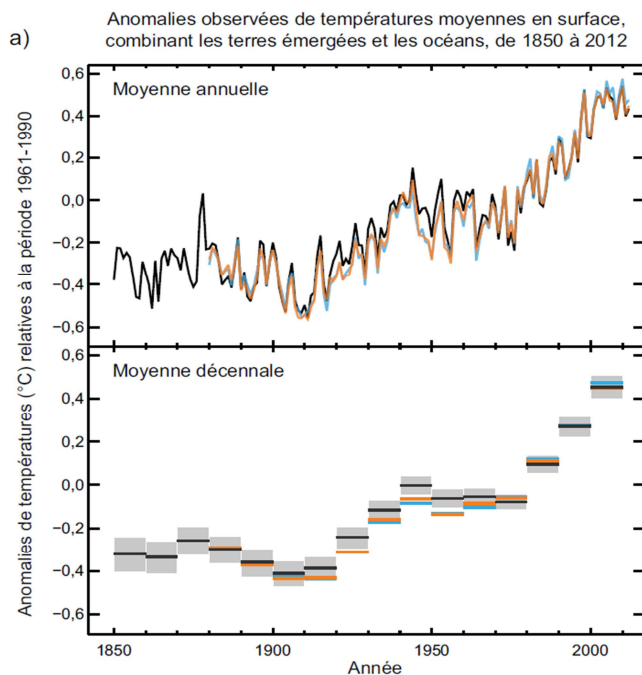 Anomalies observées de températures moyennes en surface,
combinant les terres émergées et les océans, de 1850 à 2012
a)
Anomalies de températures (°C) relatives à la période 1961-1990
Moyenne annuelle
0,6
0,4
0,2
0,0
−0,2
−0,4
−0,6
Moyenne décennale
0,6
0,4
0,2
0,0
−0,2
−0,4
−0,6
1850 1900 1950 2000
Année